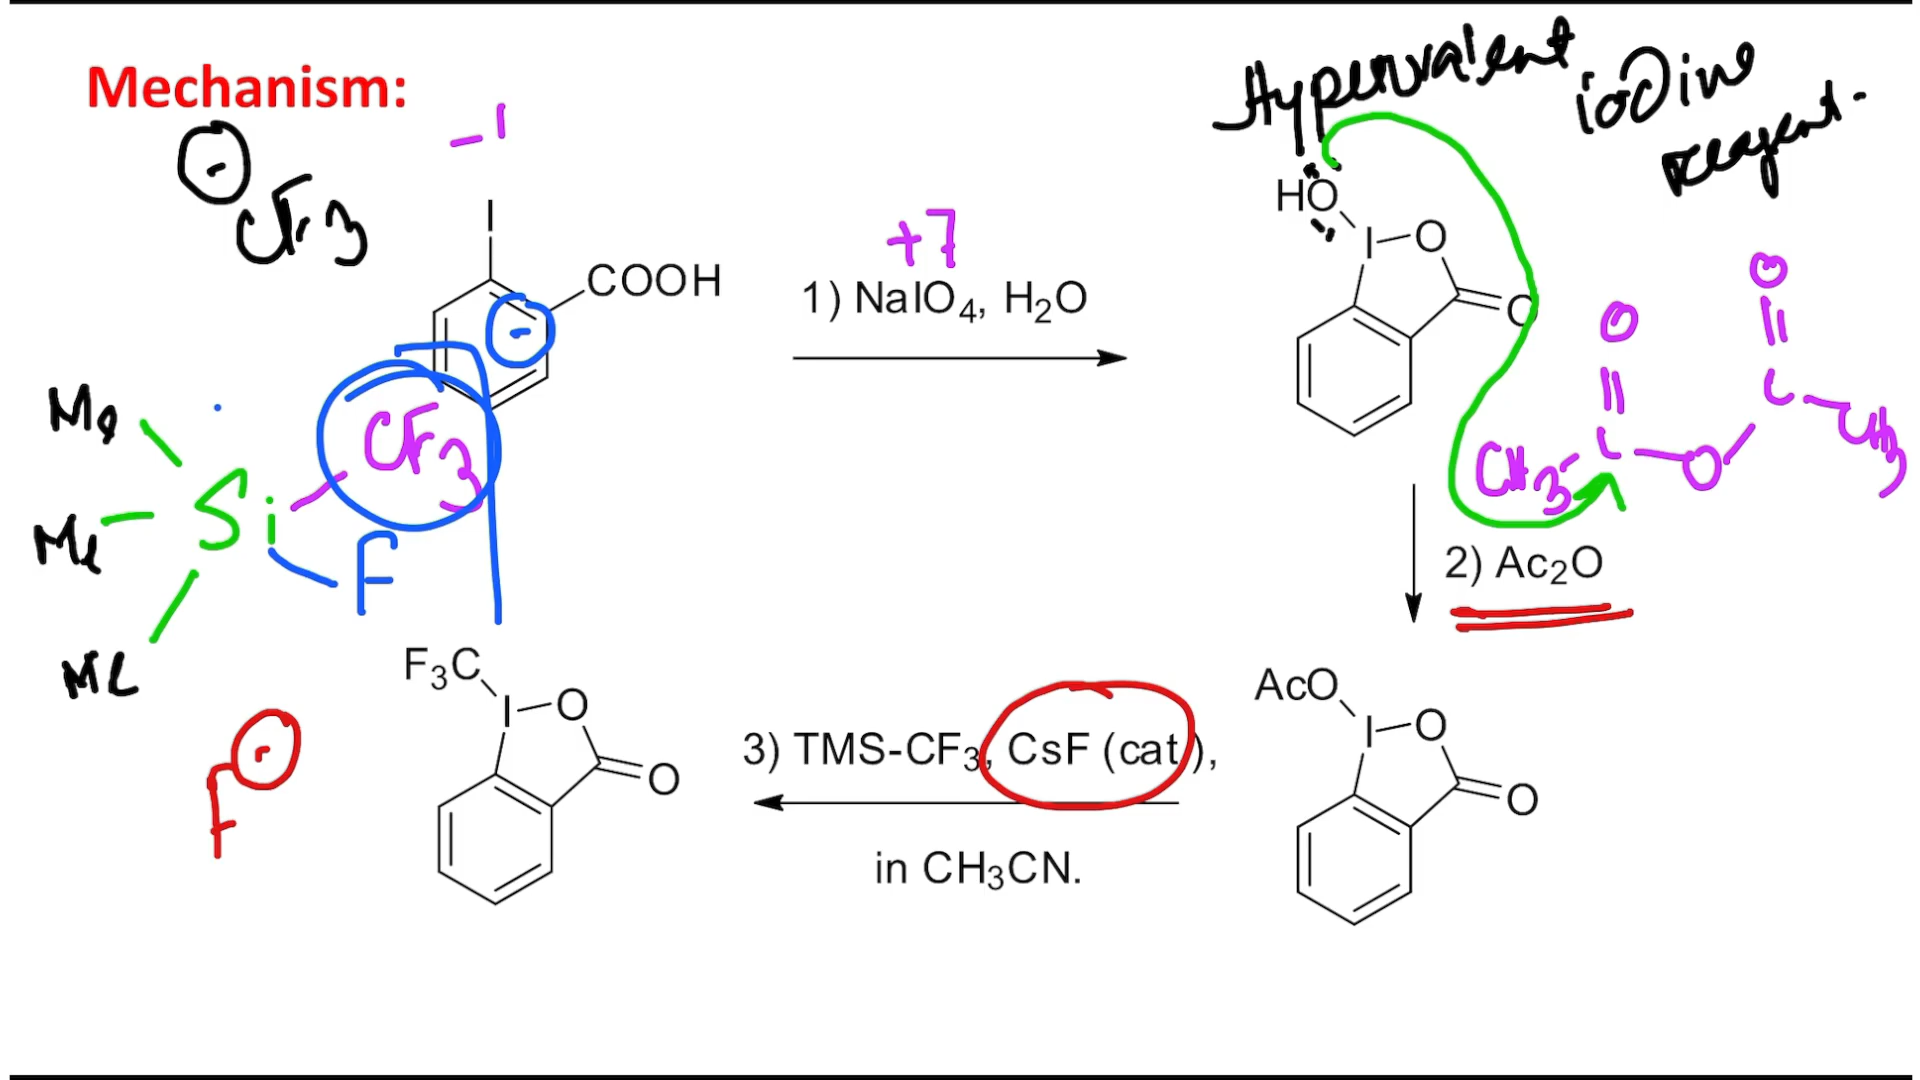 Mechanism:
Hypervalent iodine
reagent.
-1
⊖
CF3
HO
I
I-O
+7
COOH
1) NaIO4, H2O
O
⊖
O
O
Me
CF3
C
C
CH3
CH3
O
Me
Si
F
2) Ac2O
Me
F3C
AcO
I-O
I-O
F⊖
3) TMS-CF3, CsF (cat),
O
O
in CH3CN.